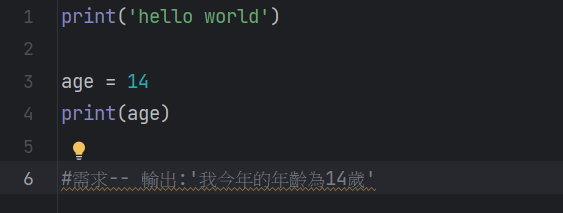 1 print('hello world')
2
3 age = 14
4 print(age)
5
6 #需求-- 輸出:'我今年的年齡為14歲'